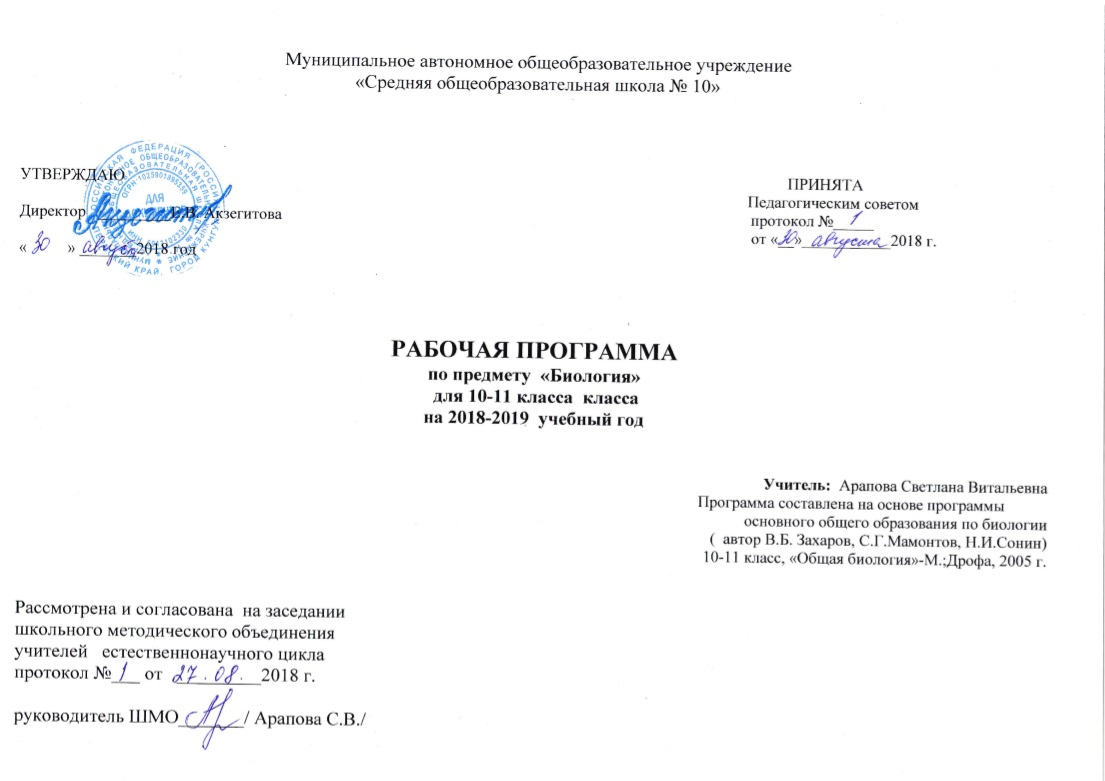 Муниципальное автономное общеобразовательное учреждение
«Средняя общеобразовательная школа № 10»
УТВЕРЖДАЮ
Директор Акзегитова
« 30 » август 2018 год
ПРИНЯТА
Педагогическим советом
протокол № 1
от «30» августа 2018 г.
РАБОЧАЯ ПРОГРАММА
по предмету «Биология»
для 10-11 класса класса
на 2018-2019 учебный год
Учитель: Арапова Светлана Витальевна
Программа составлена на основе программы
основного общего образования по биологии
( автор В.Б. Захаров, С.Г.Мамонтов, Н.И.Сонин)
10-11 класс, «Общая биология»-М.;Дрофа, 2005 г.
Рассмотрена и согласована на заседании
школьного методического объединения
учителей естественнонаучного цикла
протокол № 1 от 27.08. 2018 г.
руководитель ШМО / Арапова С.В./